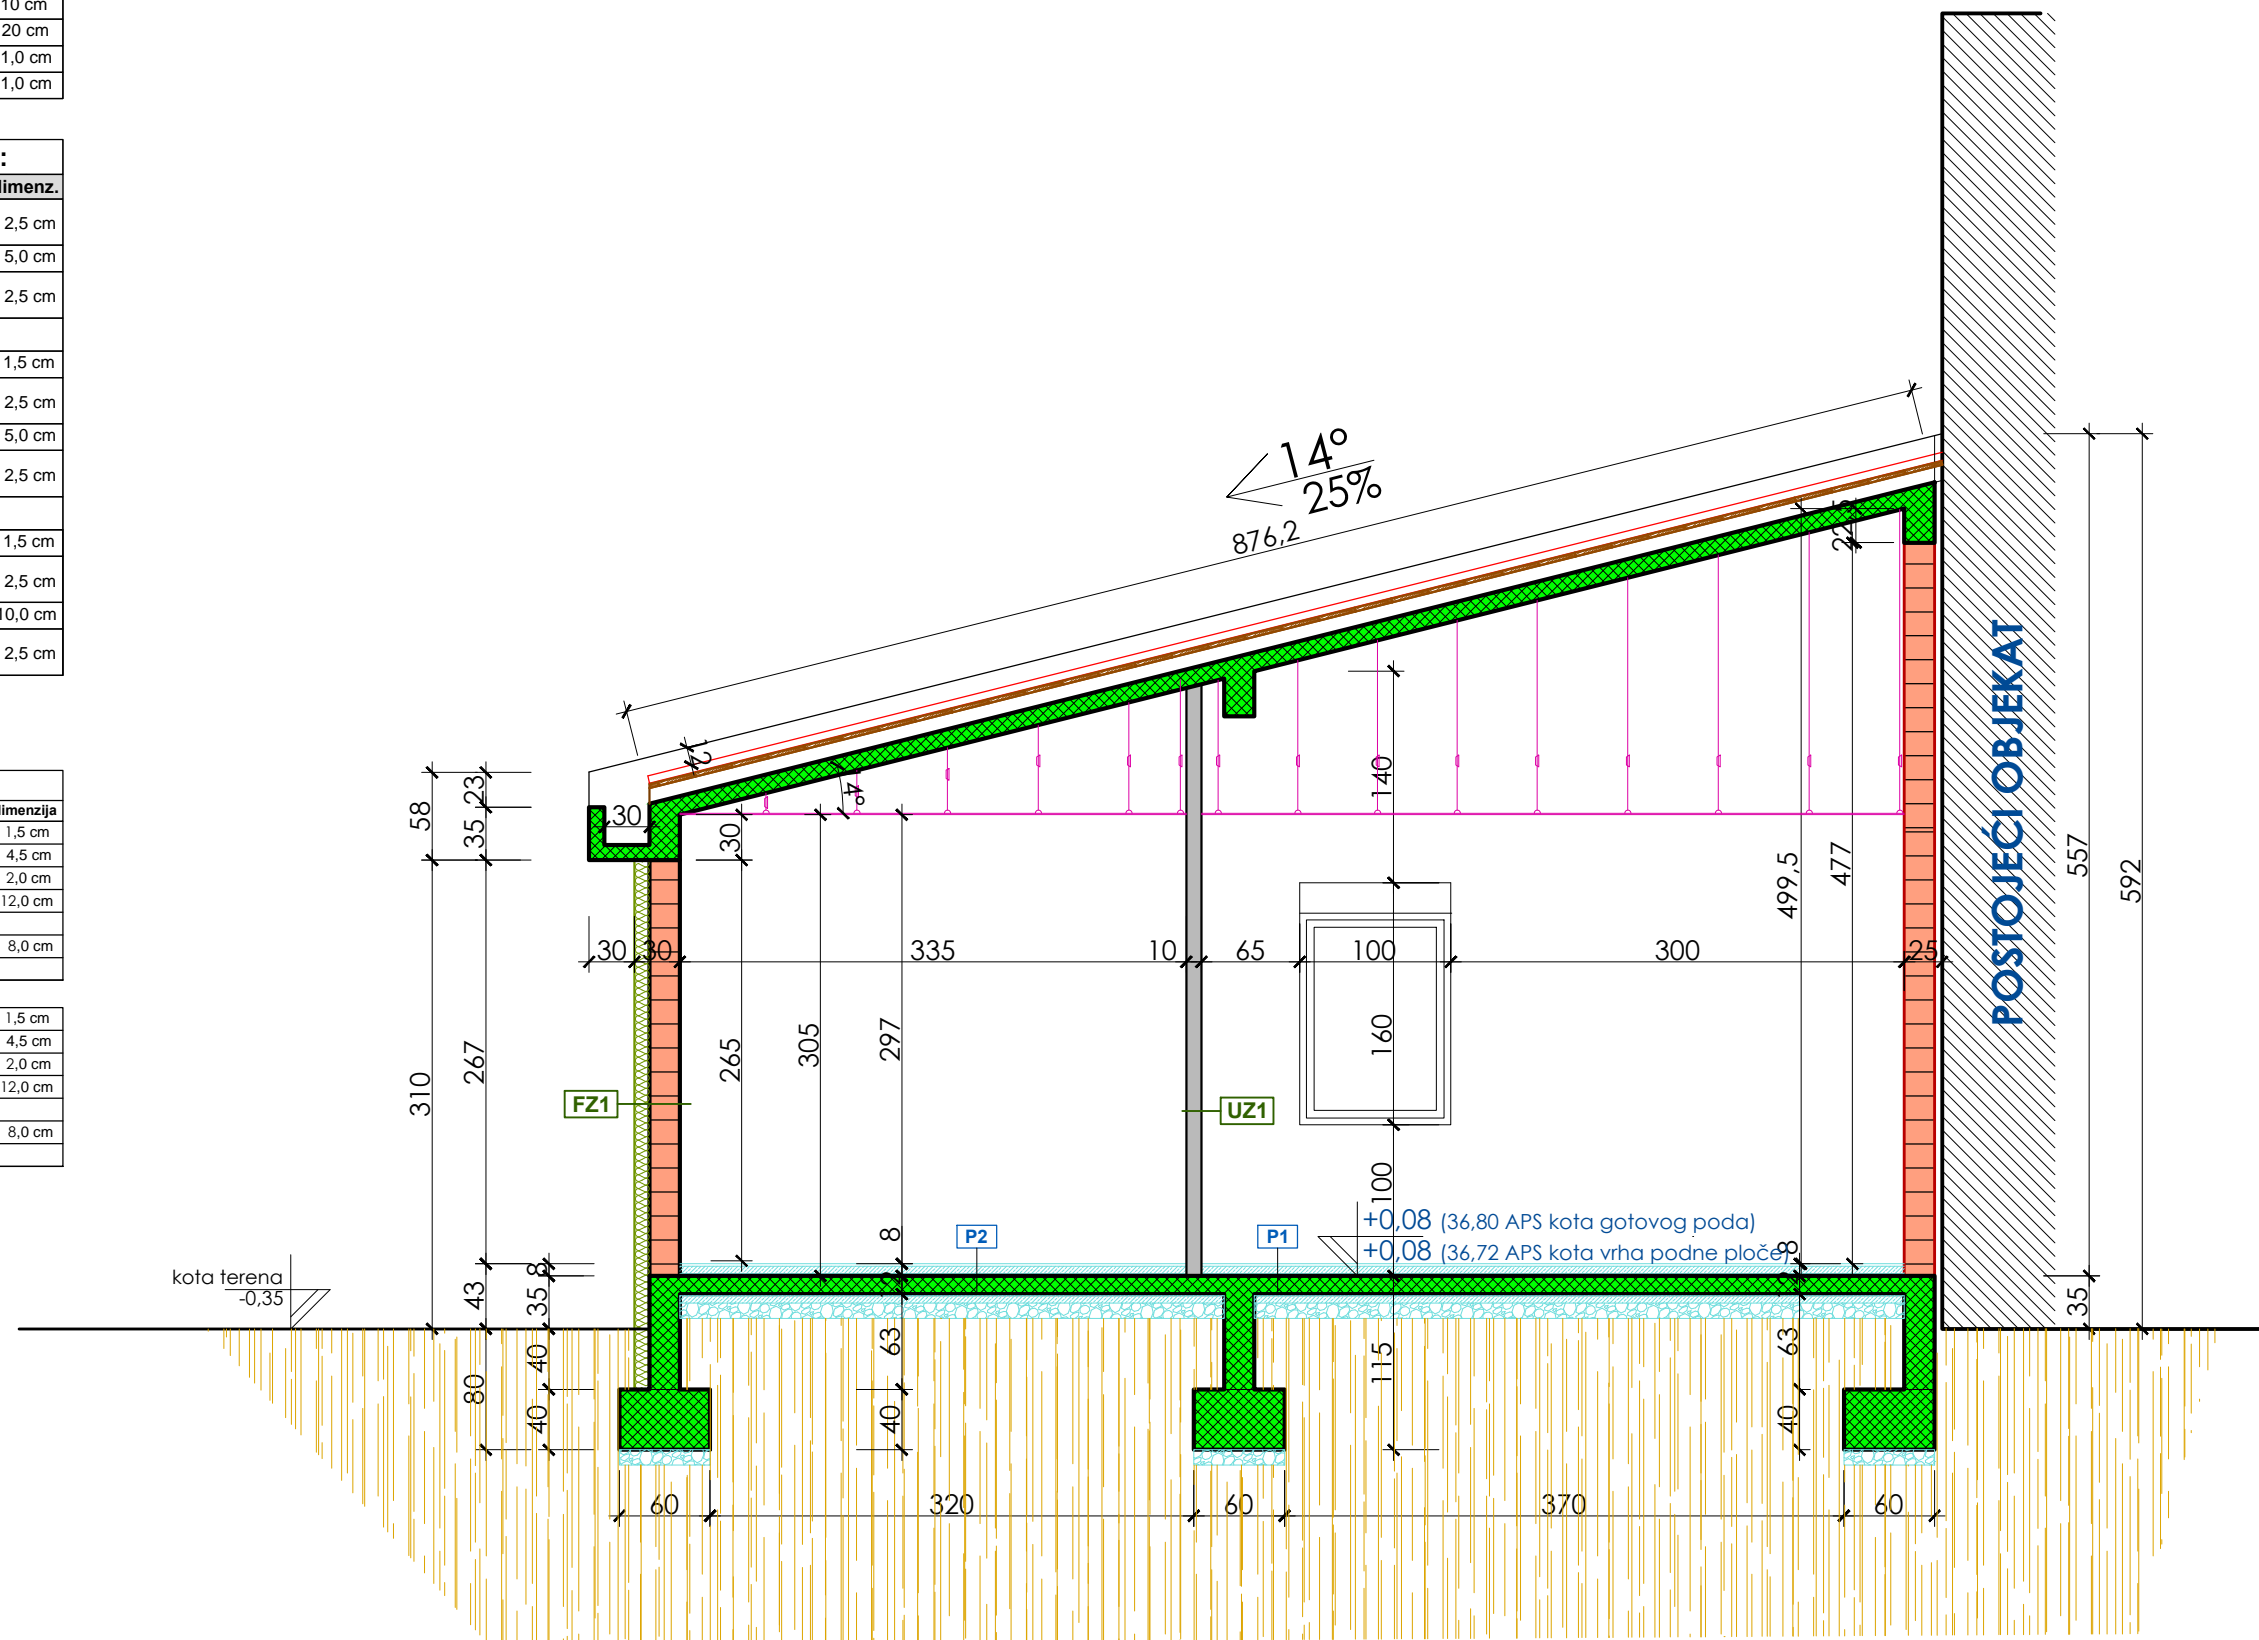 10 cm
20 cm
1,0 cm
1,0 cm
:
limenz.
2,5 cm
5,0 cm
2,5 cm
1,5 cm
2,5 cm
5,0 cm
2,5 cm
1,5 cm
2,5 cm
10,0 cm
2,5 cm
limenzija
1,5 cm
4,5 cm
2,0 cm
12,0 cm
8,0 cm
1,5 cm
4,5 cm
2,0 cm
12,0 cm
8,0 cm
14°
25%
876,2
12
14°
22,5
58
23
35
30
30
140
499,5
477
557
592
POSTOJEĆI OBJEKAT
30
30
335
10
65
100
300
25
310
267
265
305
297
160
100
FZ1
UZ1
P2
P1
+0,08 (36,80 APS kota gotovog poda)
+0,08 (36,72 APS kota vrha podne ploče)
8
8
kota terena
-0,35
43
35
8
35
80
40
40
63
40
115
63
40
60
320
60
370
60